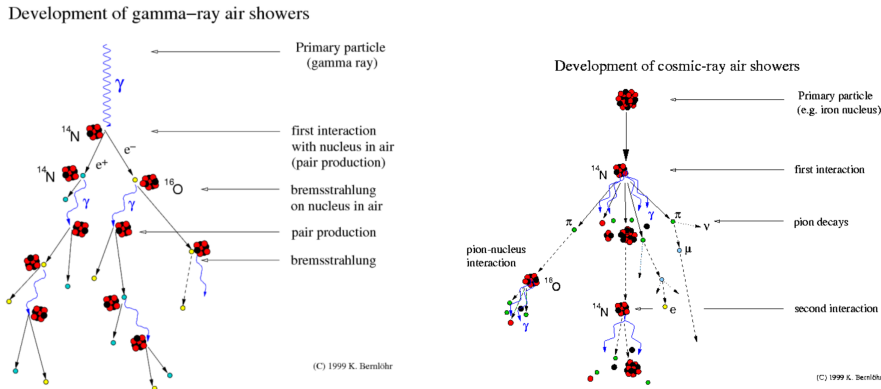 Development of gamma−ray air showers
Primary particle
(gamma ray)
γ
¹⁴N
first interaction
with nucleus in air
(pair production)
e⁺
e⁻
¹⁴N
¹⁶O
bremsstrahlung
on nucleus in air
γ
γ
pair production
bremsstrahlung
(C) 1999 K. Bernlöhr
Development of cosmic-ray air showers
Primary particle
(e.g. iron nucleus)
¹⁴N
first interaction
π
γ
π
ν
pion decays
pion-nucleus
interaction
μ
¹⁶O
¹⁴N
e
second interaction
γ
(C) 1999 K. Bernlöhr